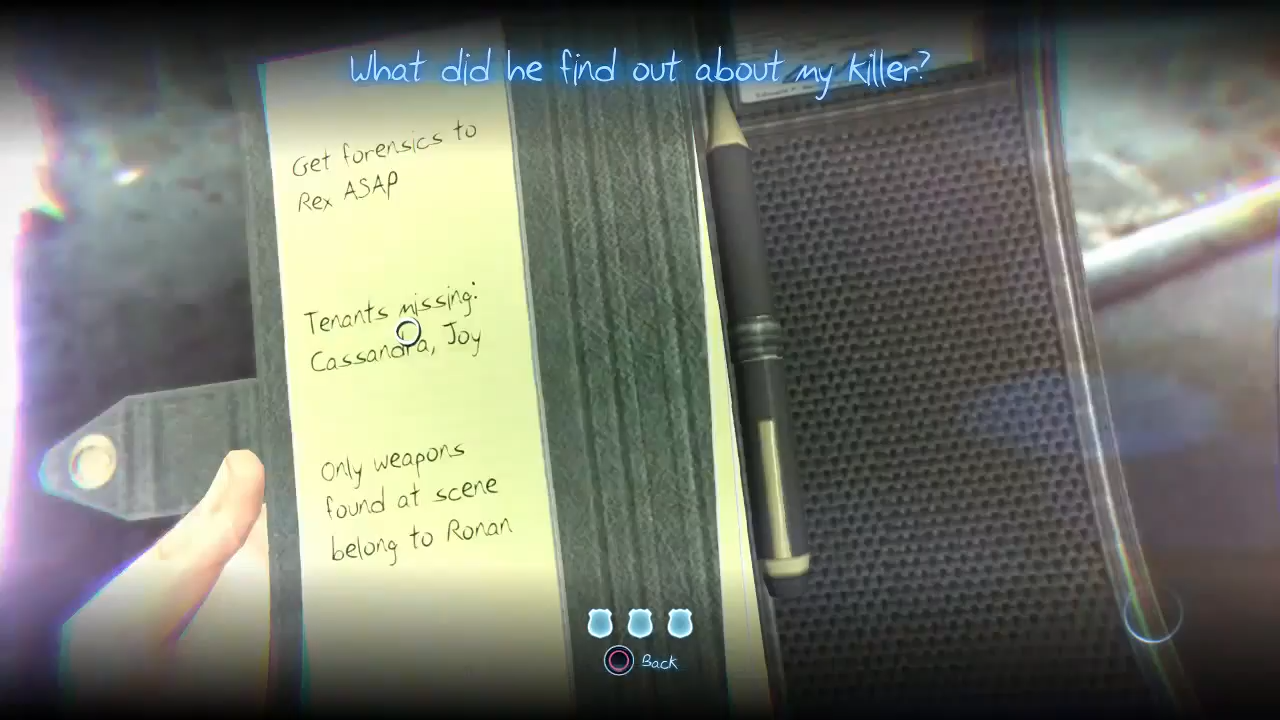 What did he find out about my killer?
Get forensics to
Rex ASAP
Tenants missing:
Cassandra, Joy
Only weapons
found at scene
belong to Ronan
Back